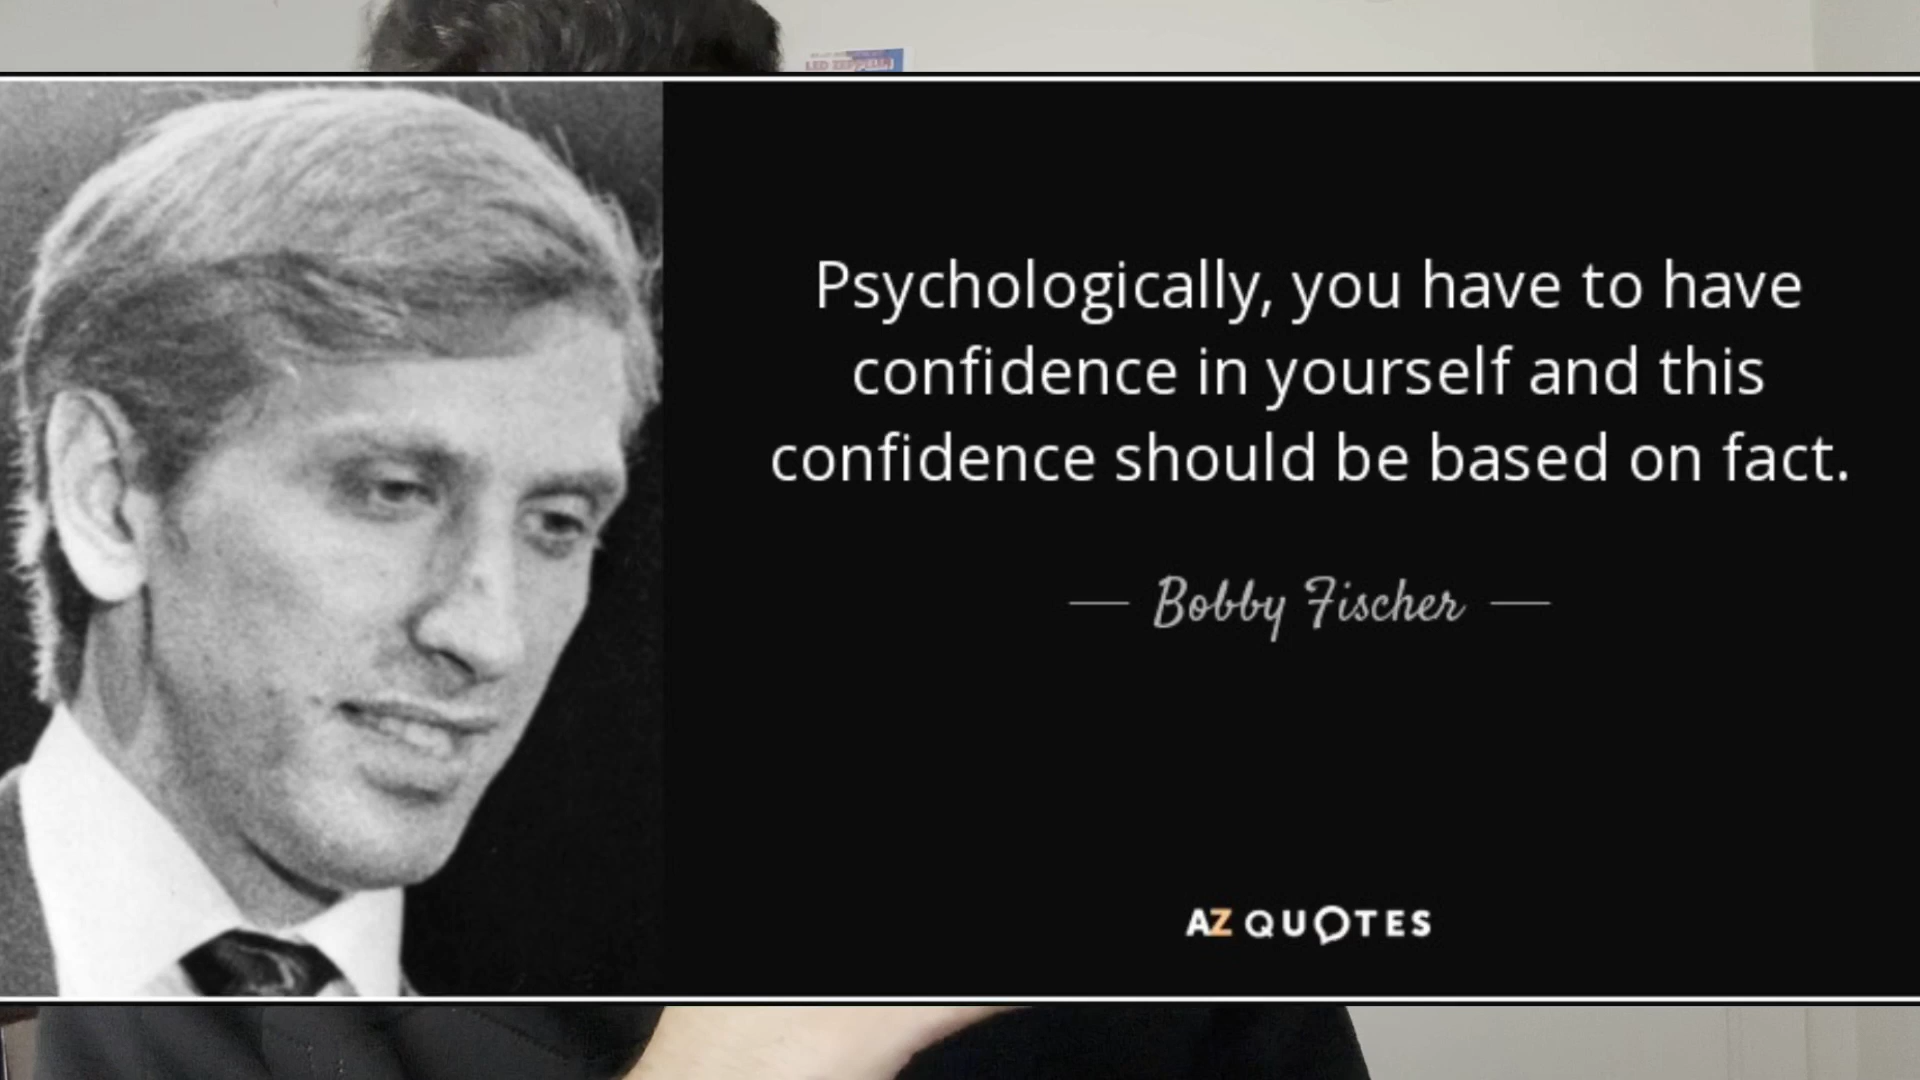 LED ZEPPELIN
Psychologically, you have to have
confidence in yourself and this
confidence should be based on fact.
— Bobby Fischer —
AZ QUOTES